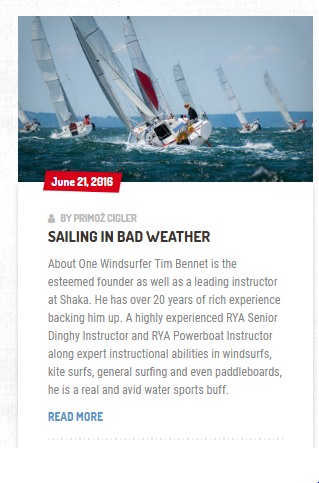 June 21, 2016
BY PRIMOŽ CIGLER
SAILING IN BAD WEATHER
About One Windsurfer Tim Bennet is the
esteemed founder as well as a leading instructor
at Shaka. He has over 20 years of rich experience
backing him up. A highly experienced RYA Senior
Dinghy Instructor and RYA Powerboat Instructor
along expert instructional abilities in windsurfs,
kite surfs, general surfing and even paddleboards,
he is a real and avid water sports buff.
READ MORE